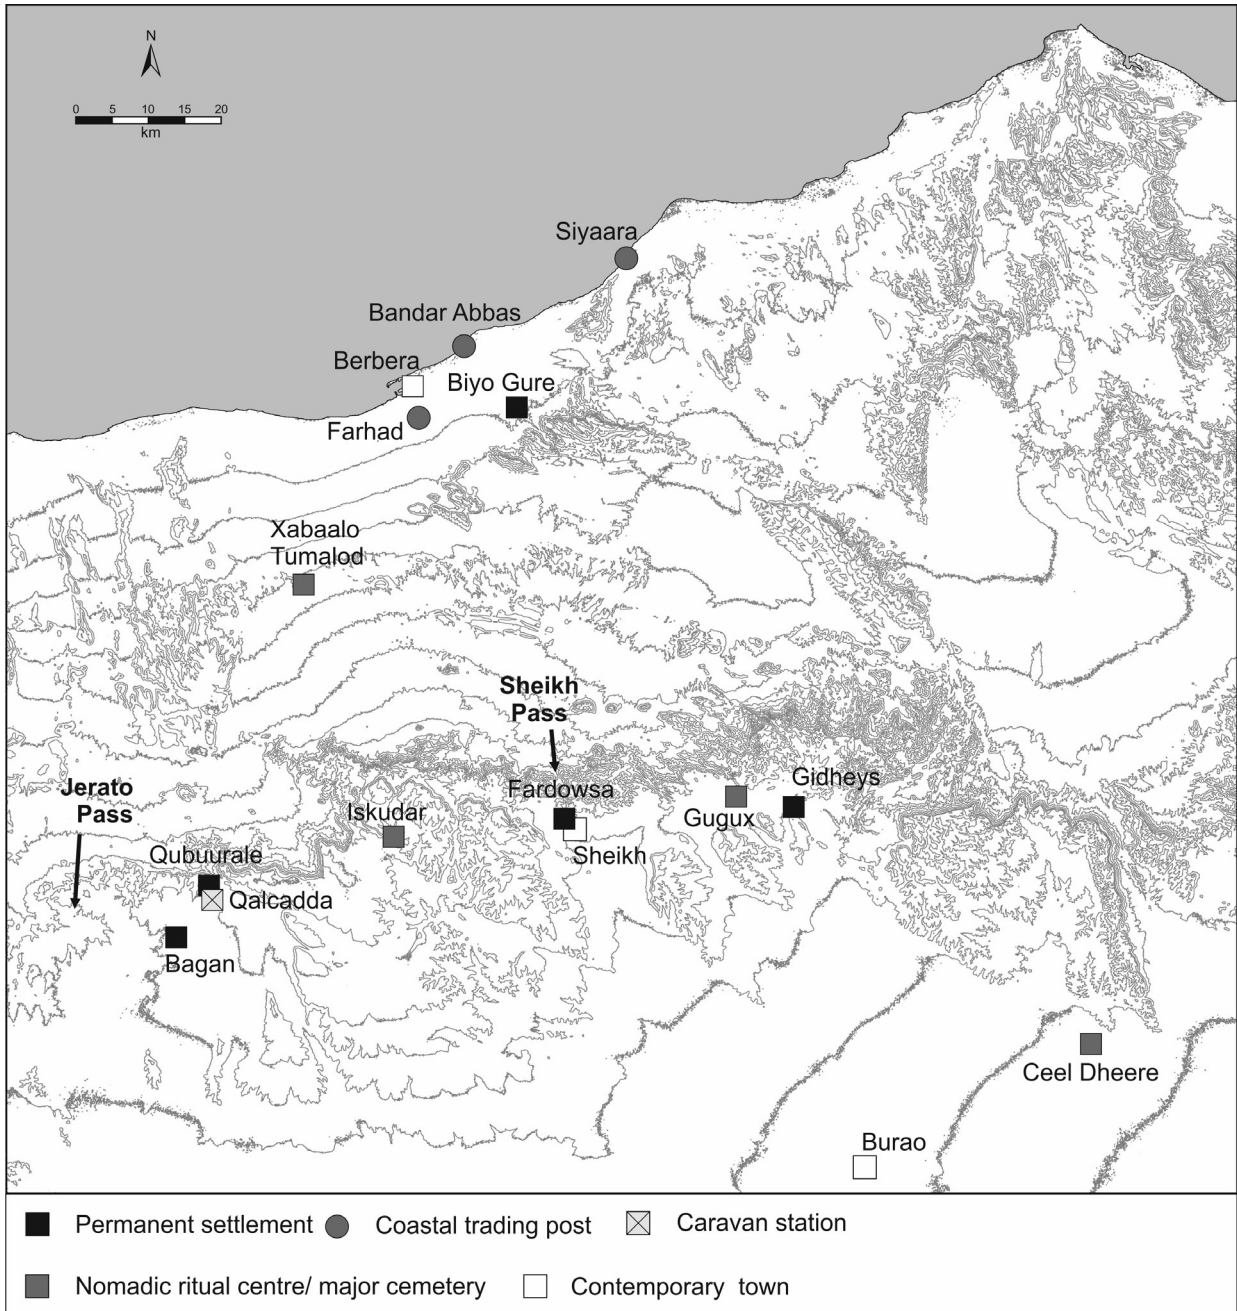 N
0 5 10 15 20
km
Siyaara
Bandar Abbas
Berbera
Biyo Gure
Farhad
Xabaalo
Tumalod
Sheikh
Pass
Jerato
Pass
Gidheys
Fardowsa
Iskudar
Gugux
Sheikh
Qubuurale
Qalcadda
Bagan
Ceel Dheere
Burao
Permanent settlement
Coastal trading post
Caravan station
Nomadic ritual centre/ major cemetery
Contemporary town